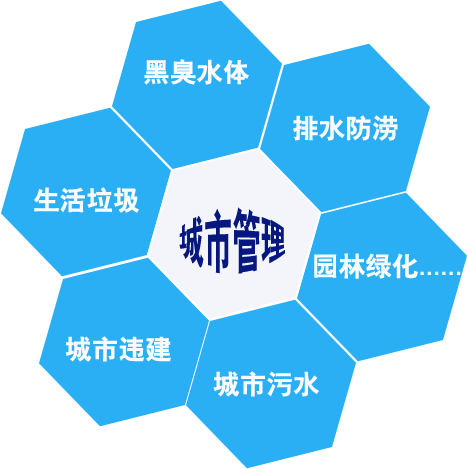 黑臭水体
排水防涝
生活垃圾
城市管理
园林绿化......
城市违建
城市污水